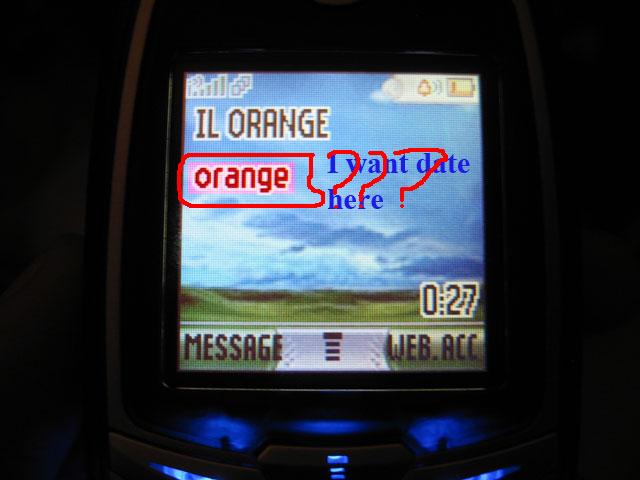 IL ORANGE
orange
I want date
here
???
0:27
MESSAGE
WEB.ACC